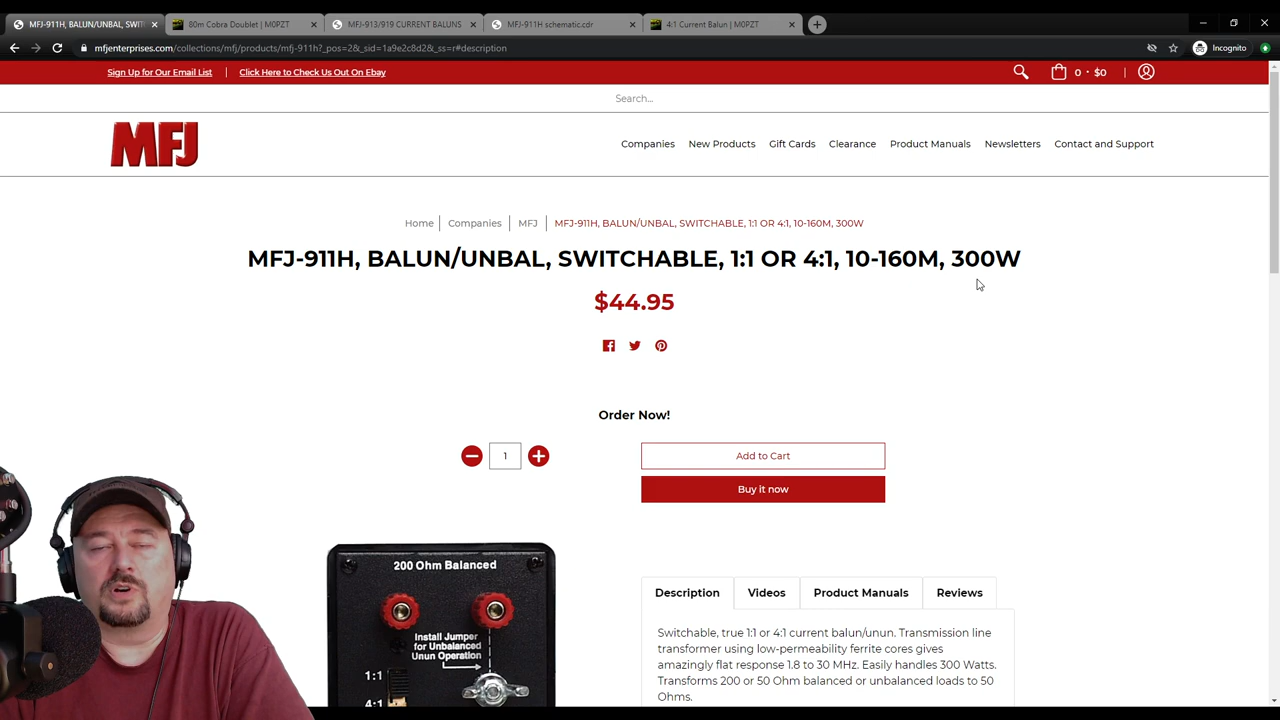 MFJ-911H, BALUN/UNBAL, SWIT
80m Cobra Doublet | M0PZT
MFJ-913/919 CURRENT BALUNS
MFJ-911H schematic.cdr
4:1 Current Balun | M0PZT
mfjenterprises.com/collections/mfj/products/mfj-911h?_pos=2&_sid=1a9e2c8d2&_ss=r#description
Incognito
Sign Up for Our Email List
Click Here to Check Us Out On Ebay
0 · $0
Search...
MFJ
Companies New Products Gift Cards Clearance Product Manuals Newsletters Contact and Support
Home Companies MFJ MFJ-911H, BALUN/UNBAL, SWITCHABLE, 1:1 OR 4:1, 10-160M, 300W
MFJ-911H, BALUN/UNBAL, SWITCHABLE, 1:1 OR 4:1, 10-160M, 300W
$44.95
Order Now!
1
Add to Cart
Buy it now
200 Ohm Balanced
Install Jumper
for Unbalanced
Unun Operation
1:1
4:1
Description Videos Product Manuals Reviews
Switchable, true 1:1 or 4:1 current balun/unun. Transmission line
transformer using low-permeability ferrite cores gives
amazingly flat response 1.8 to 30 MHz. Easily handles 300 Watts.
Transforms 200 or 50 Ohm balanced or unbalanced loads to 50
Ohms.